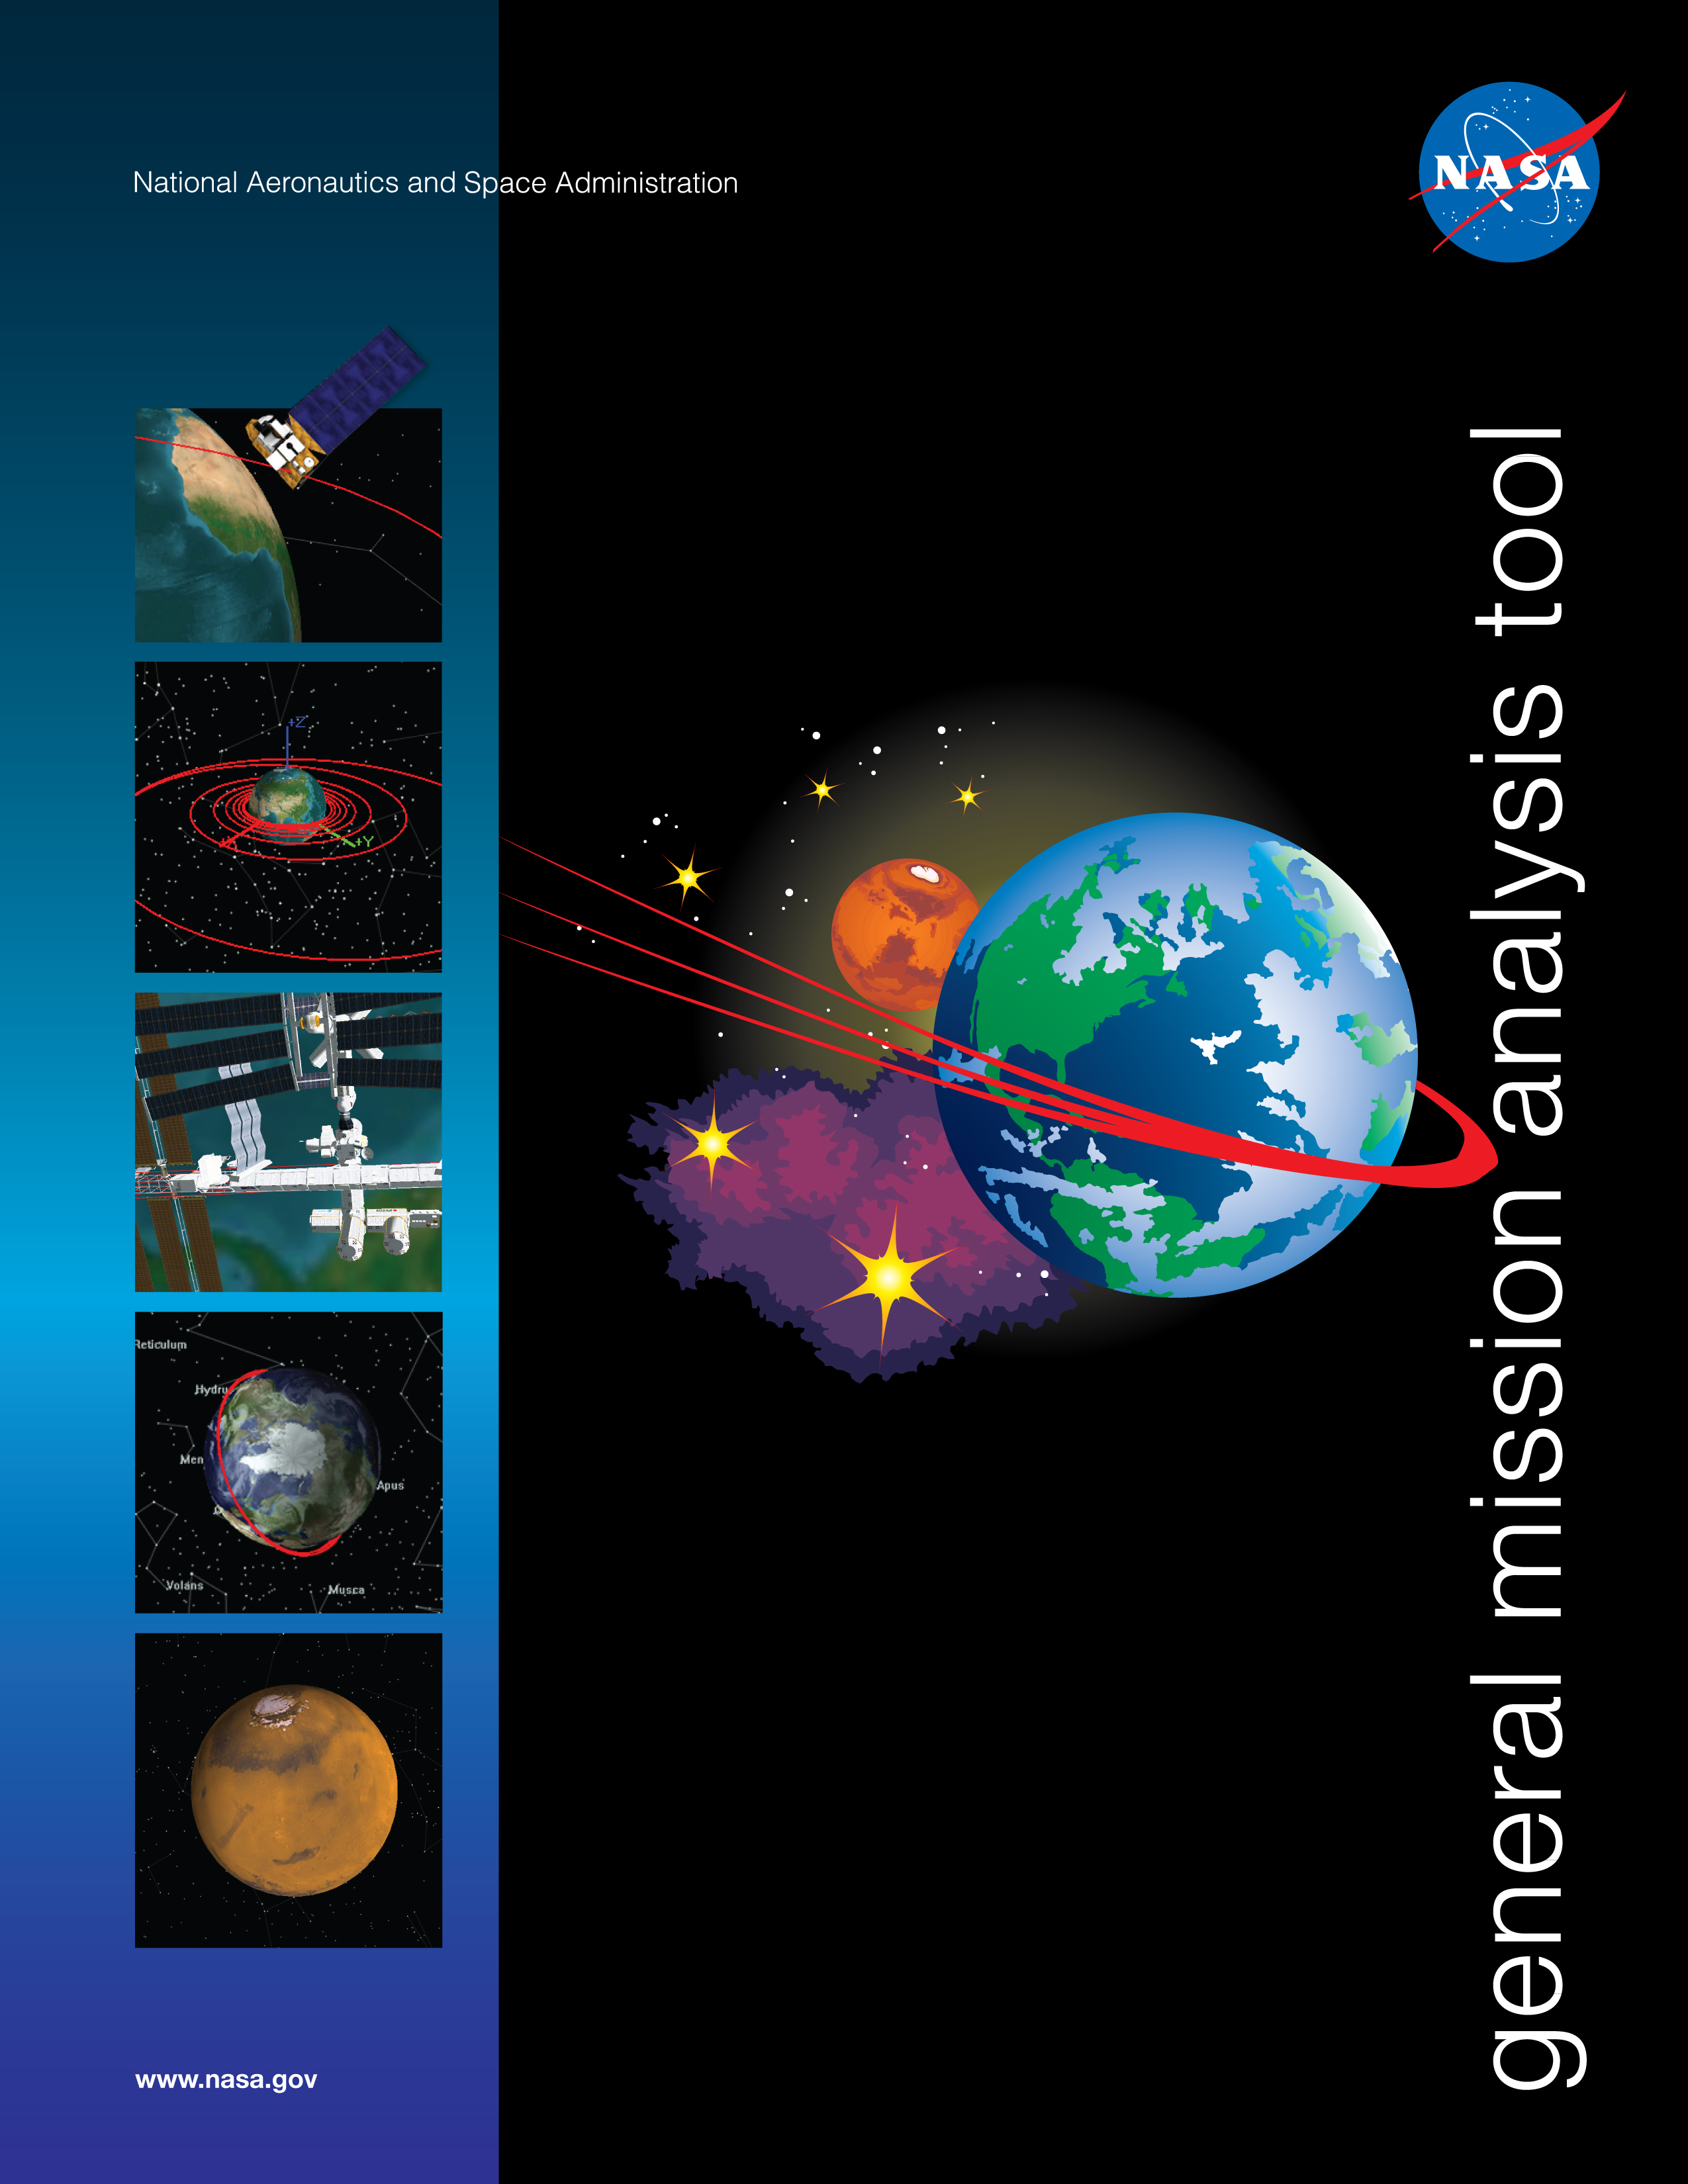 National Aeronautics and Space Administration
NASA
general mission analysis tool
+Z
+Y
Reticulum
Hydru
Men
Apus
Volans
Musca
www.nasa.gov